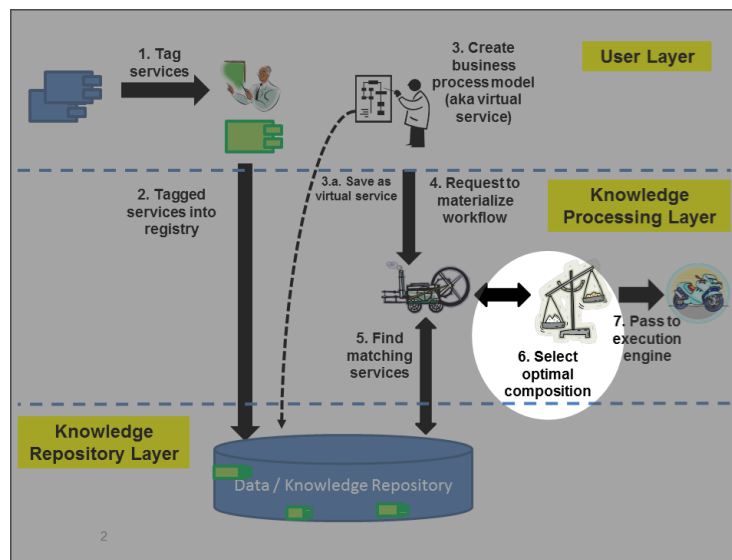 1. Tag
services
3. Create
business
process model
(aka virtual
service)
User Layer
2. Tagged
services into
registry
3.a. Save as
virtual service
4. Request to
materialize
workflow
Knowledge
Processing Layer
5. Find
matching
services
6. Select
optimal
composition
7. Pass to
execution
engine
Knowledge
Repository Layer
Data / Knowledge Repository
2